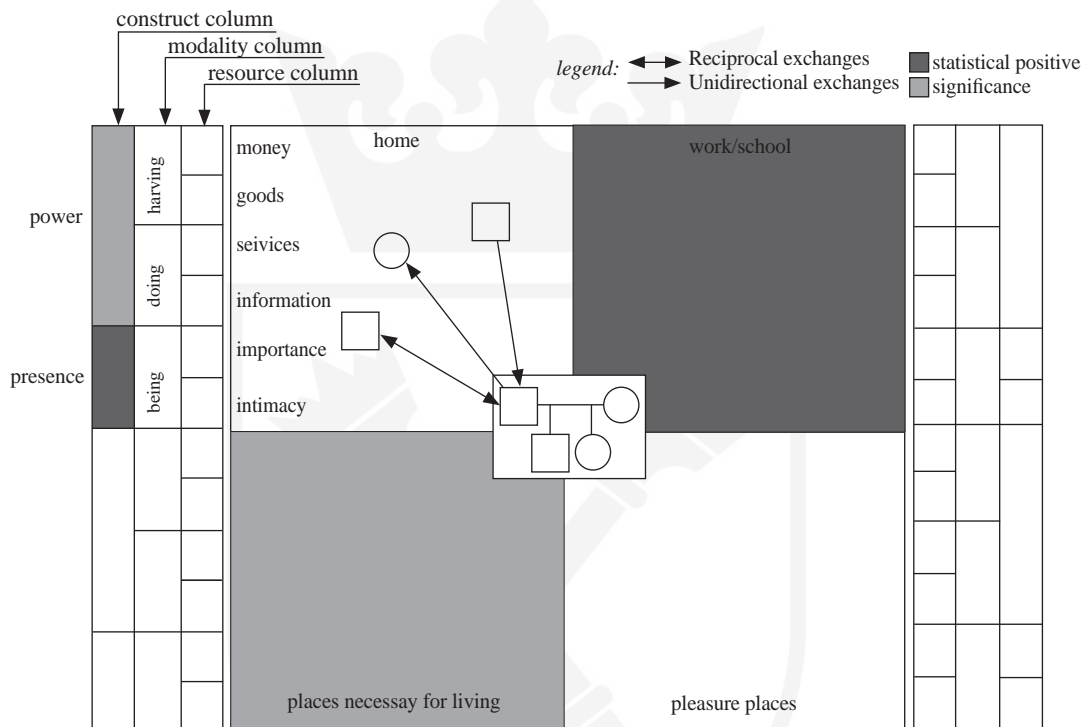 construct column
modality column
resource column
legend:
Reciprocal exchanges
Unidirectional exchanges
statistical positive
significance
home
work/school
money
goods
seivices
information
importance
intimacy
power
presence
harving
doing
being
places necessay for living
pleasure places